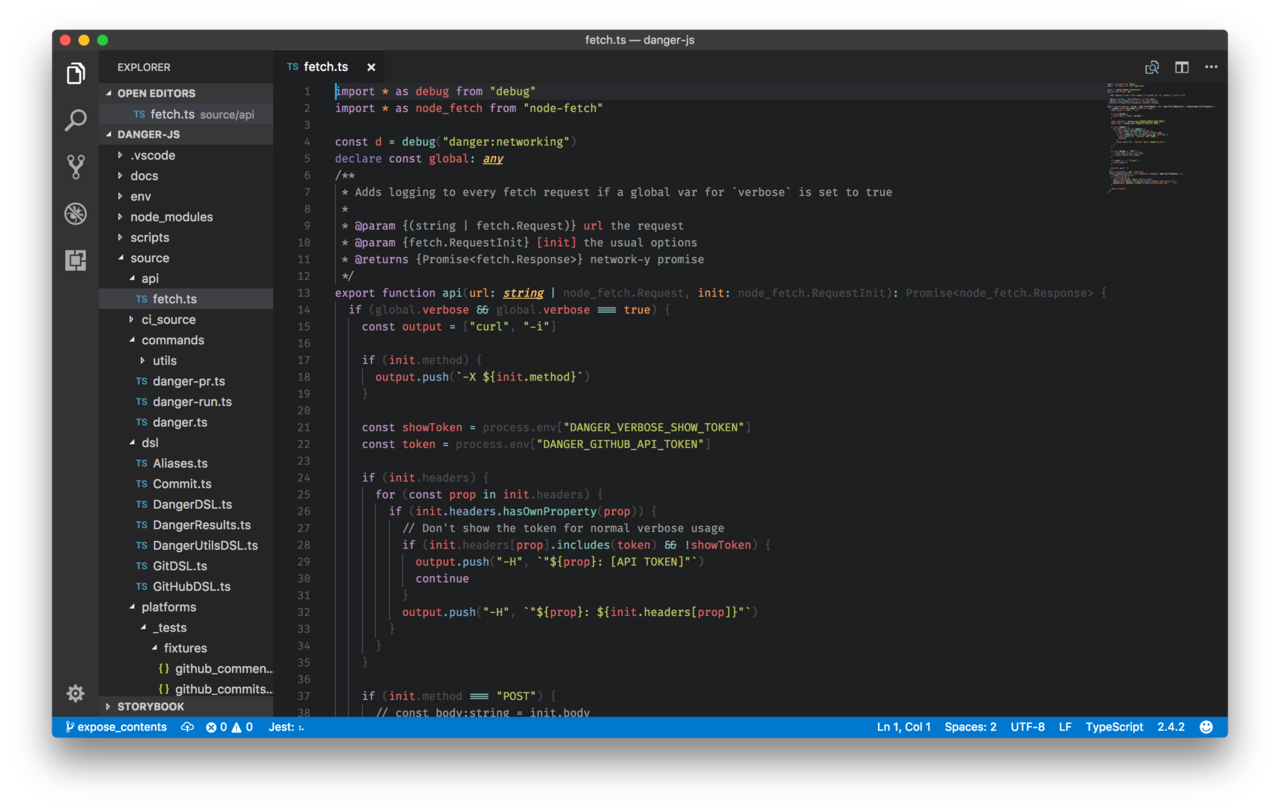 fetch.ts — danger-js
EXPLORER
OPEN EDITORS
TS fetch.ts source/api
DANGER-JS
.vscode
docs
env
node_modules
scripts
source
api
TS fetch.ts
ci_source
commands
utils
TS danger-pr.ts
TS danger-run.ts
TS danger.ts
dsl
TS Aliases.ts
TS Commit.ts
TS DangerDSL.ts
TS DangerResults.ts
TS DangerUtilsDSL.ts
TS GitDSL.ts
TS GitHubDSL.ts
platforms
_tests
fixtures
{} github_commen...
{} github_commits...
STORYBOOK
TS fetch.ts ×
1 import * as debug from "debug"
2 import * as node_fetch from "node-fetch"
3
4 const d = debug("danger:networking")
5 declare const global: any
6 /**
7  * Adds logging to every fetch request if a global var for `verbose` is set to true
8  *
9  * @param {(string | fetch.Request)} url the request
10  * @param {fetch.RequestInit} [init] the usual options
11  * @returns {Promise<fetch.Response>} network-y promise
12  */
13 export function api(url: string | node_fetch.Request, init: node_fetch.RequestInit): Promise<node_fetch.Response> {
14   if (global.verbose && global.verbose === true) {
15     const output = ["curl", "-i"]
16
17     if (init.method) {
18       output.push(`-X ${init.method}`)
19     }
20
21     const showToken = process.env["DANGER_VERBOSE_SHOW_TOKEN"]
22     const token = process.env["DANGER_GITHUB_API_TOKEN"]
23
24     if (init.headers) {
25       for (const prop in init.headers) {
26         if (init.headers.hasOwnProperty(prop)) {
27           // Don't show the token for normal verbose usage
28           if (init.headers[prop].includes(token) && !showToken) {
29             output.push("-H", `"${prop}: [API TOKEN]"`)
30             continue
31           }
32           output.push("-H", `"${prop}: ${init.headers[prop]}"`)
33         }
34       }
35     }
36
37     if (init.method === "POST") {
38       // const body:string = init.body
expose_contents 0 0 Jest: Ln 1, Col 1 Spaces: 2 UTF-8 LF TypeScript 2.4.2